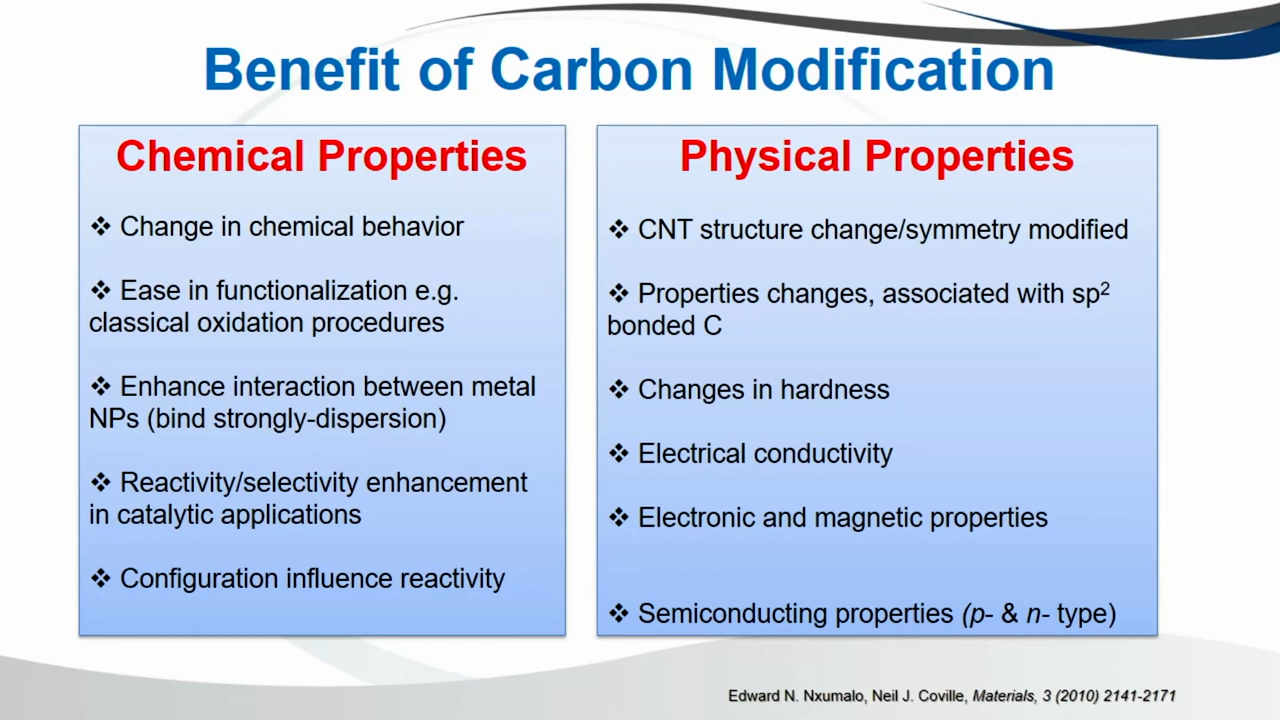 Benefit of Carbon Modification
Chemical Properties
❖ Change in chemical behavior
❖ Ease in functionalization e.g.
classical oxidation procedures
❖ Enhance interaction between metal
NPs (bind strongly-dispersion)
❖ Reactivity/selectivity enhancement
in catalytic applications
❖ Configuration influence reactivity
Physical Properties
❖ CNT structure change/symmetry modified
❖ Properties changes, associated with sp²
bonded C
❖ Changes in hardness
❖ Electrical conductivity
❖ Electronic and magnetic properties
❖ Semiconducting properties (p- & n- type)
Edward N. Nxumalo, Neil J. Coville, Materials, 3 (2010) 2141-2171